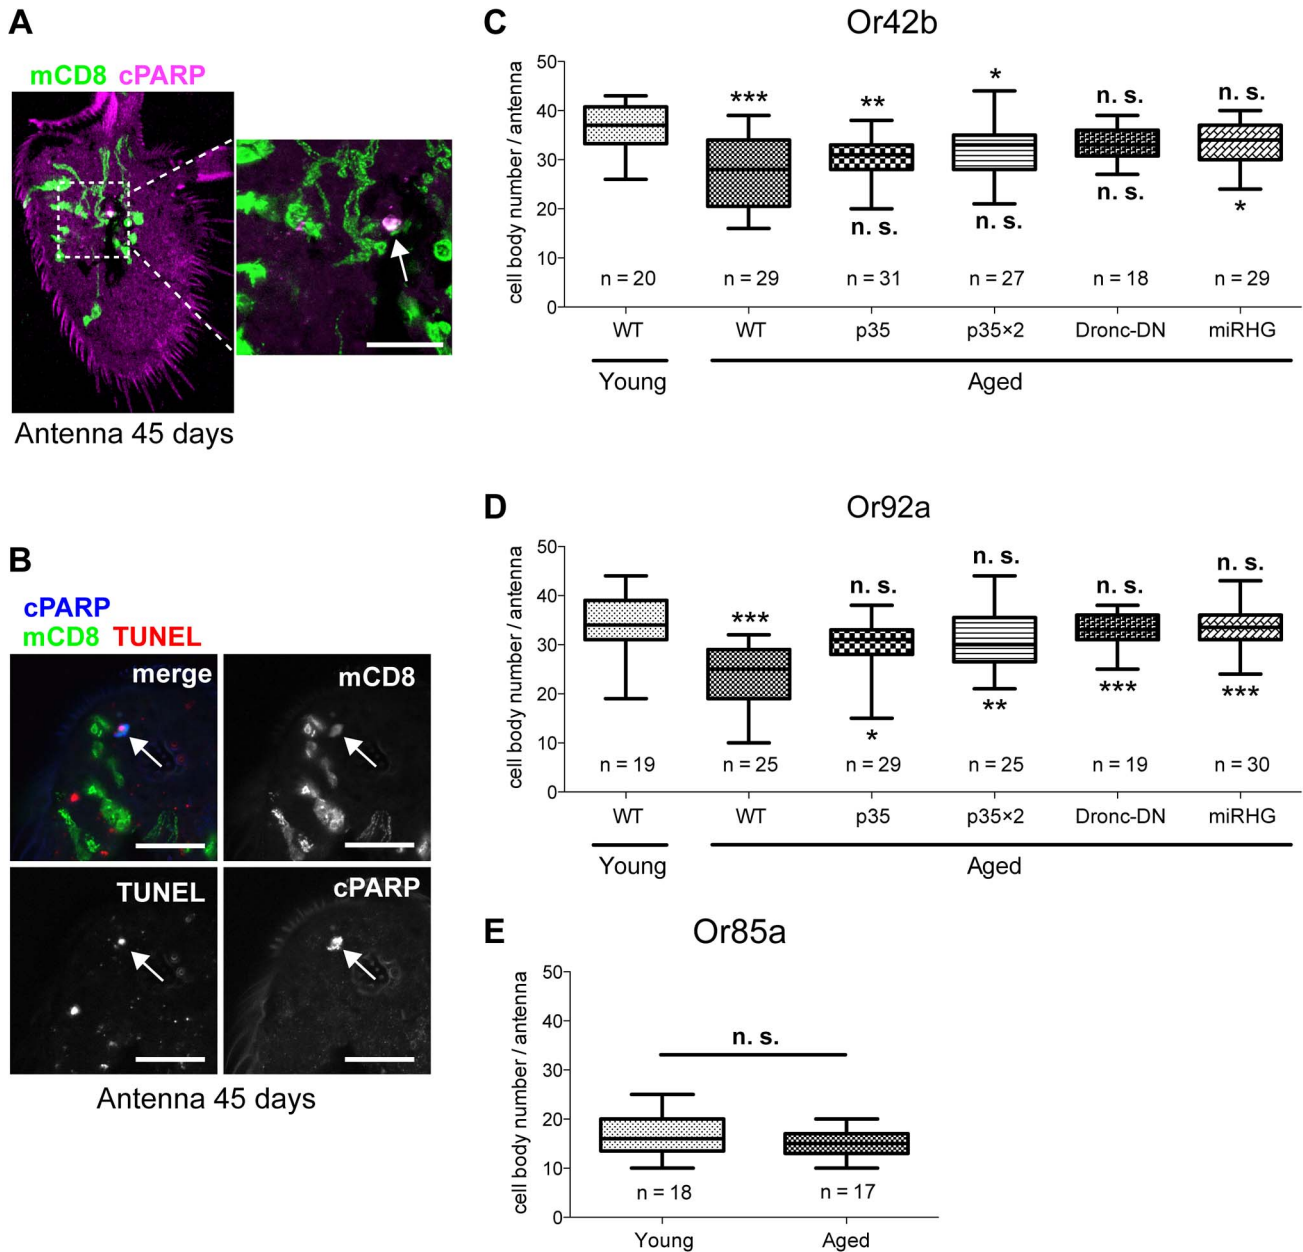 A
mCD8 cPARP
Antenna 45 days
B
cPARP
mCD8 TUNEL
merge
mCD8
TUNEL
cPARP
Antenna 45 days
C
Or42b
cell body number / antenna
50
40
30
20
10
0
*** ** * n. s. n. s.
n. s. n. s. n. s. *
n = 20 n = 29 n = 31 n = 27 n = 18 n = 29
WT WT p35 p35×2 Dronc-DN miRHG
Young Aged
D
Or92a
cell body number / antenna
50
40
30
20
10
0
*** n. s. n. s. n. s. n. s.
* ** *** ***
n = 19 n = 25 n = 29 n = 25 n = 19 n = 30
WT WT p35 p35×2 Dronc-DN miRHG
Young Aged
E
Or85a
cell body number / antenna
50
40
30
20
10
0
n. s.
n = 18 n = 17
Young Aged